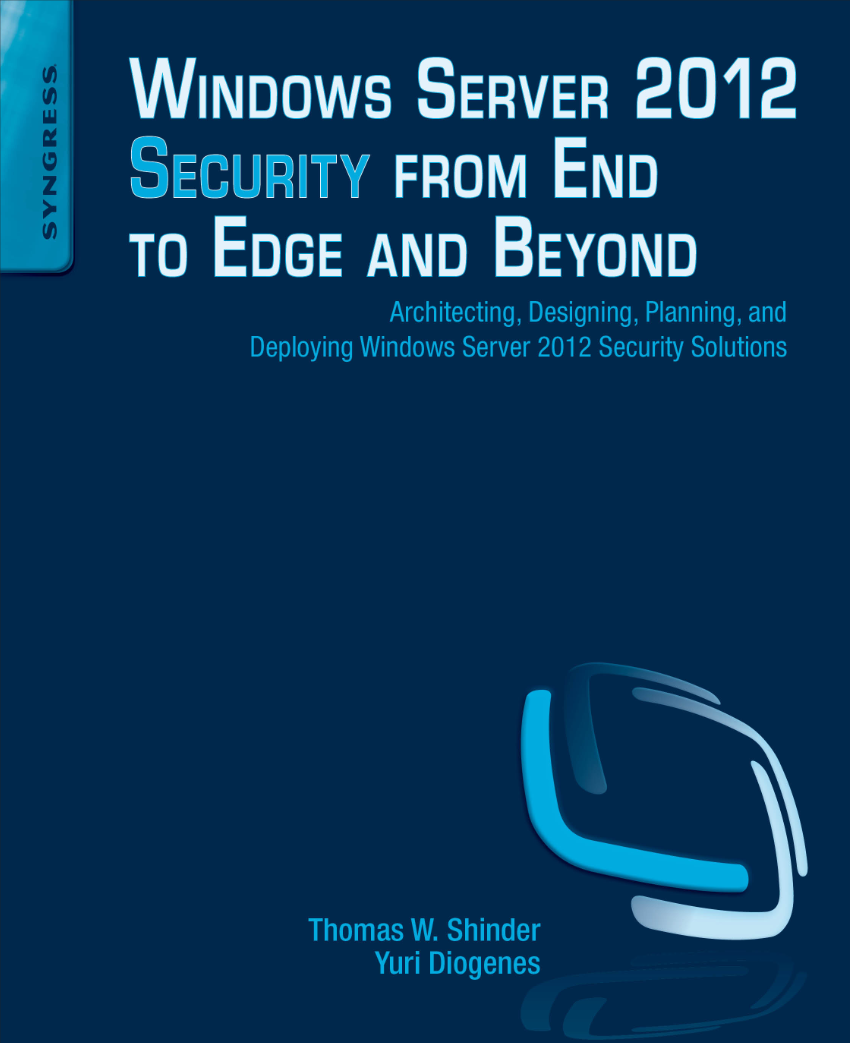 SYNGRESS
WINDOWS SERVER 2012
SECURITY FROM END
TO EDGE AND BEYOND
Architecting, Designing, Planning, and
Deploying Windows Server 2012 Security Solutions
Thomas W. Shinder
Yuri Diogenes